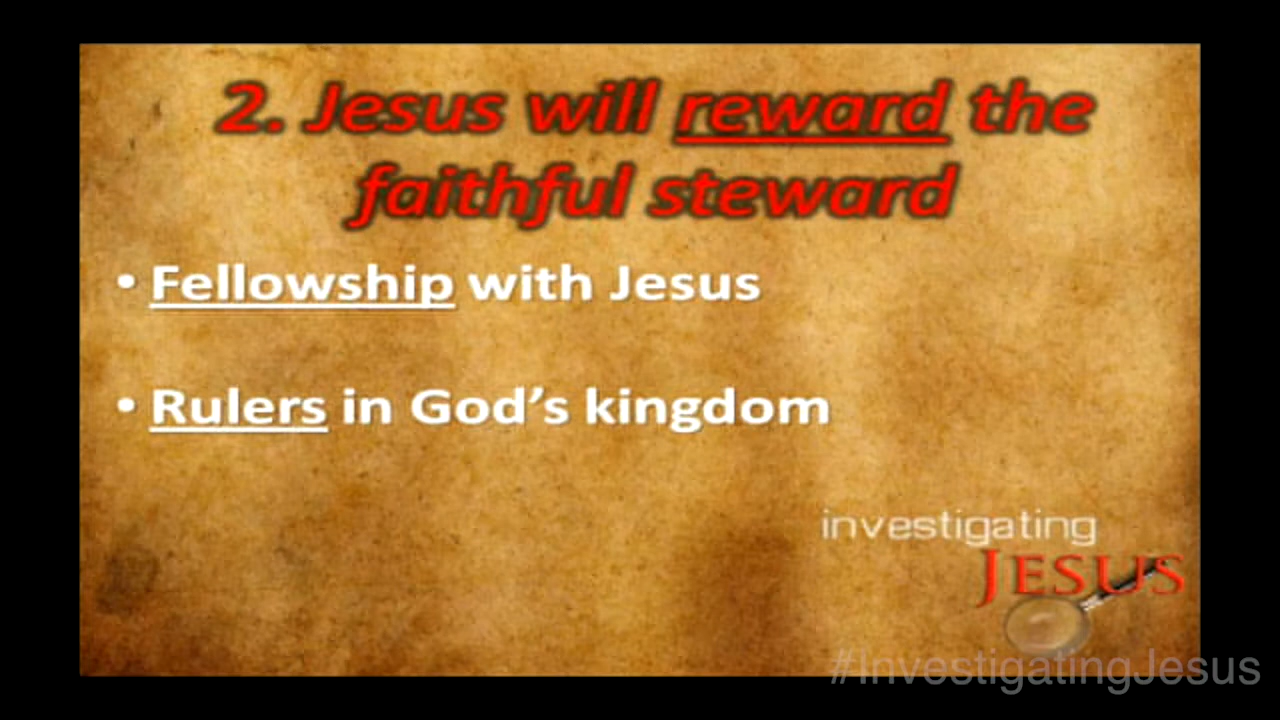 2. Jesus will reward the
faithful steward
• Fellowship with Jesus
• Rulers in God’s kingdom
investigating
JESUS
#InvestigatingJesus